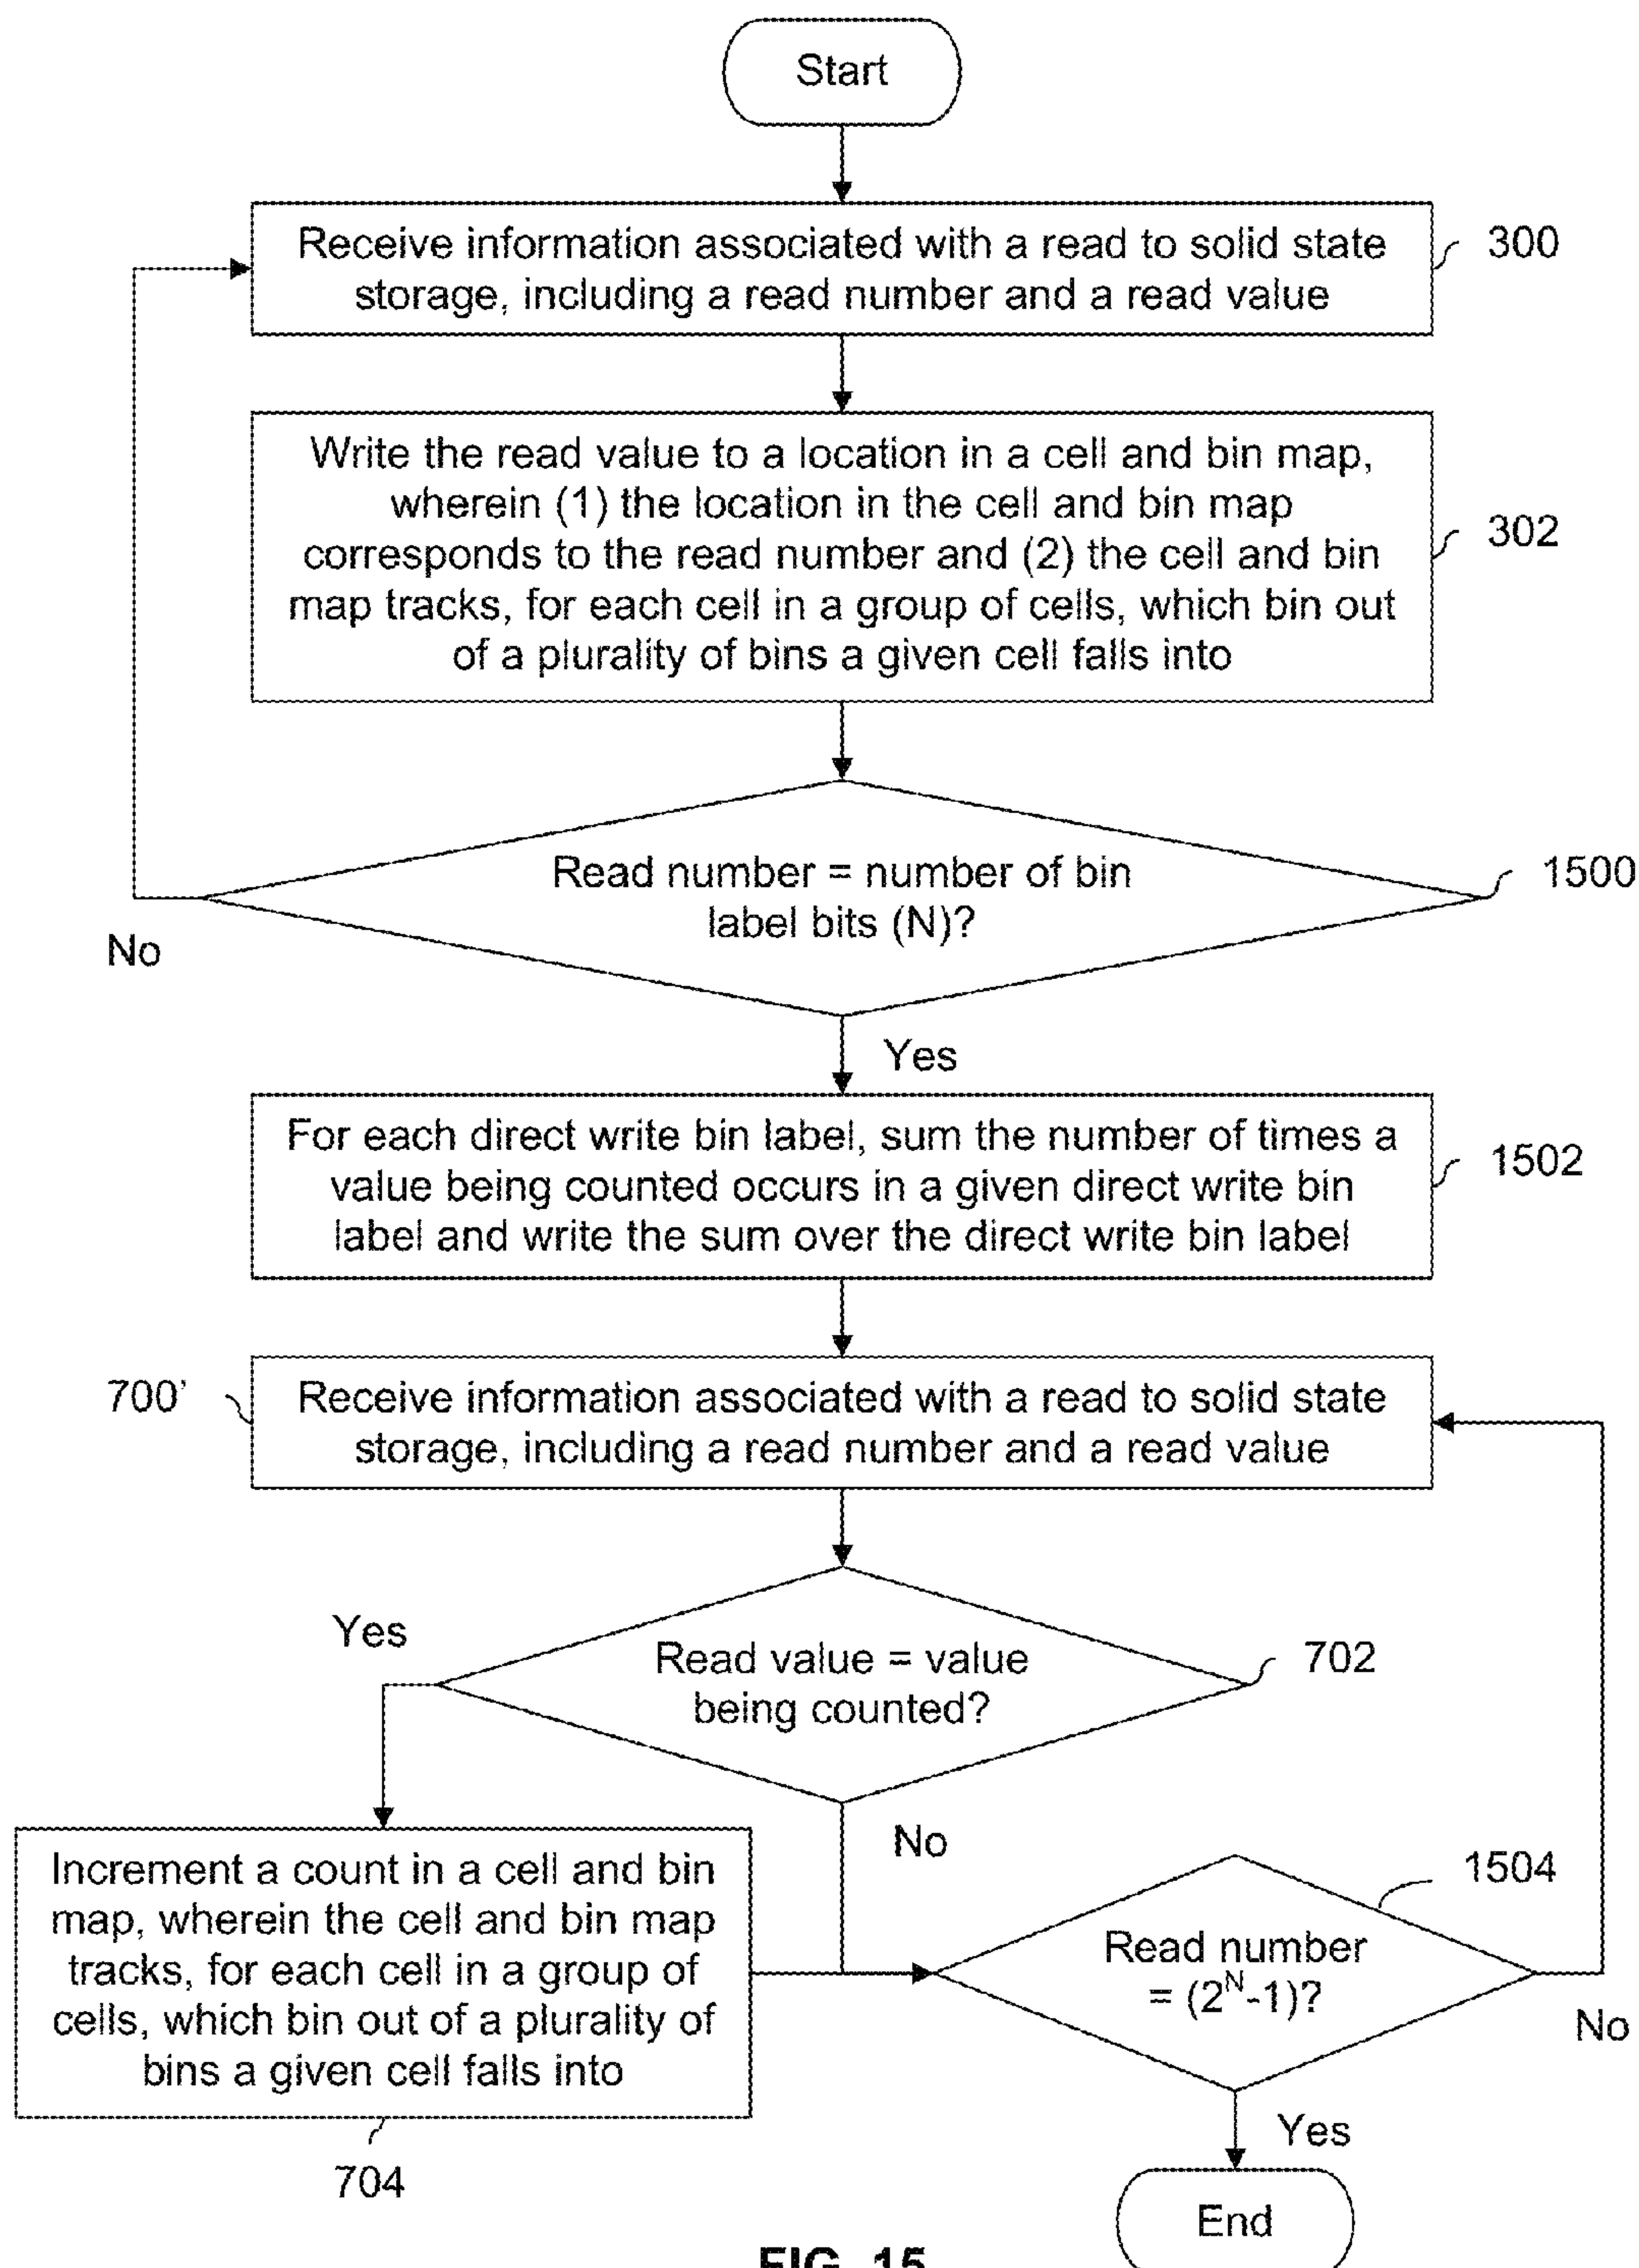 Start
Receive information associated with a read to solid state
storage, including a read number and a read value
300
Write the read value to a location in a cell and bin map,
wherein (1) the location in the cell and bin map
corresponds to the read number and (2) the cell and bin
map tracks, for each cell in a group of cells, which bin out
of a plurality of bins a given cell falls into
302
Read number = number of bin
label bits (N)?
1500
No
Yes
For each direct write bin label, sum the number of times a
value being counted occurs in a given direct write bin
label and write the sum over the direct write bin label
1502
700’
Receive information associated with a read to solid state
storage, including a read number and a read value
Yes
Read value = value
being counted?
702
No
Increment a count in a cell and bin
map, wherein the cell and bin map
tracks, for each cell in a group of
cells, which bin out of a plurality of
bins a given cell falls into
704
1504
Read number
= (2^N-1)?
No
Yes
End
FIG. 15